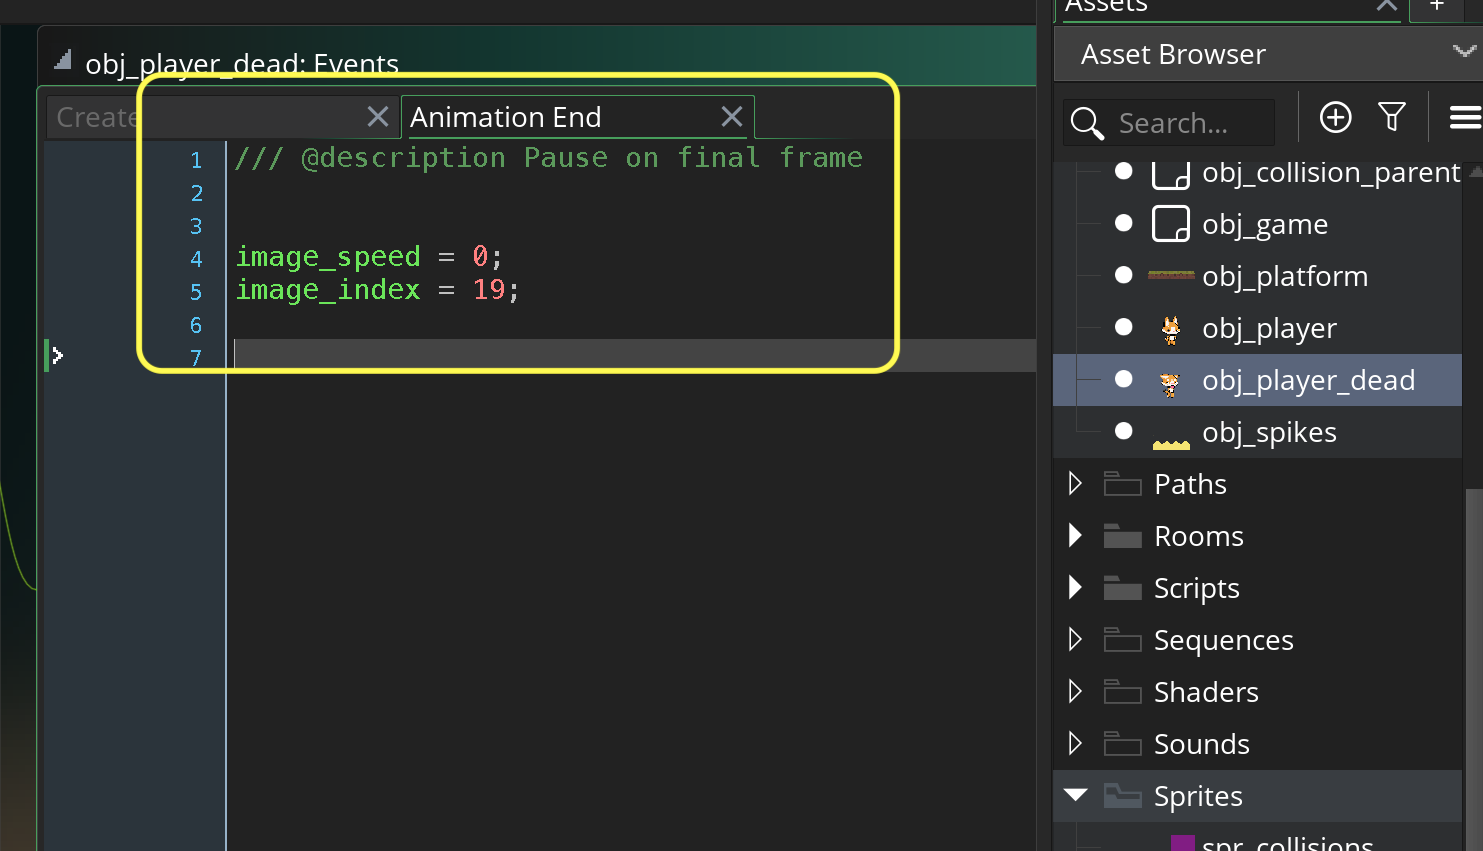 Assets
+
obj_player_dead: Events
Asset Browser
Create
Animation End
Search...
1 /// @description Pause on final frame
2
3
4 image_speed = 0;
5 image_index = 19;
6
7
obj_collision_parent
obj_game
obj_platform
obj_player
obj_player_dead
obj_spikes
Paths
Rooms
Scripts
Sequences
Shaders
Sounds
Sprites
spr_collisions